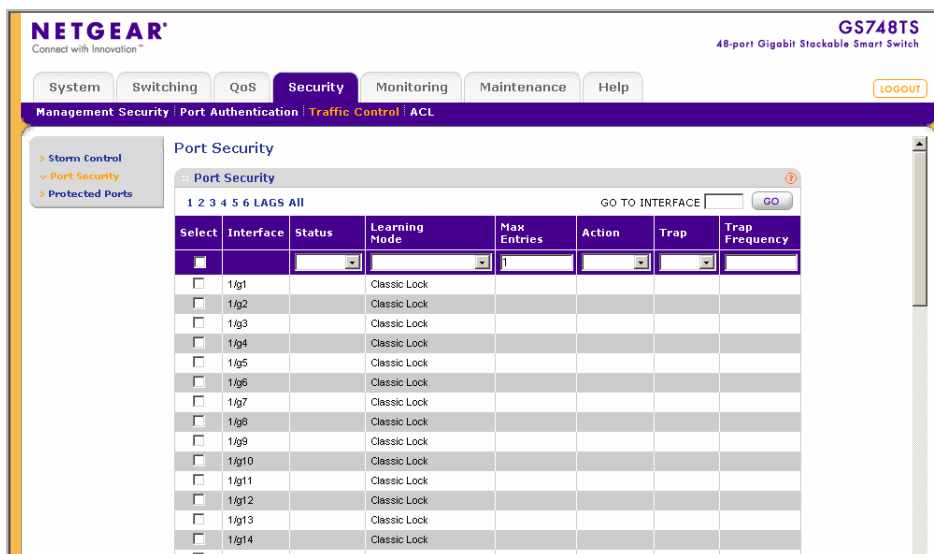 NETGEAR®
Connect with Innovation™
GS748TS
48-port Gigabit Stackable Smart Switch
System Switching QoS Security Monitoring Maintenance Help
LOGOUT
Management Security Port Authentication Traffic Control ACL
> Storm Control
Port Security
> Protected Ports
Port Security
:: Port Security ?
1 2 3 4 5 6 LAGS All GO TO INTERFACE GO
Select Interface Status Learning Mode Max Entries Action Trap Trap Frequency
1
1/g1 Classic Lock
1/g2 Classic Lock
1/g3 Classic Lock
1/g4 Classic Lock
1/g5 Classic Lock
1/g6 Classic Lock
1/g7 Classic Lock
1/g8 Classic Lock
1/g9 Classic Lock
1/g10 Classic Lock
1/g11 Classic Lock
1/g12 Classic Lock
1/g13 Classic Lock
1/g14 Classic Lock